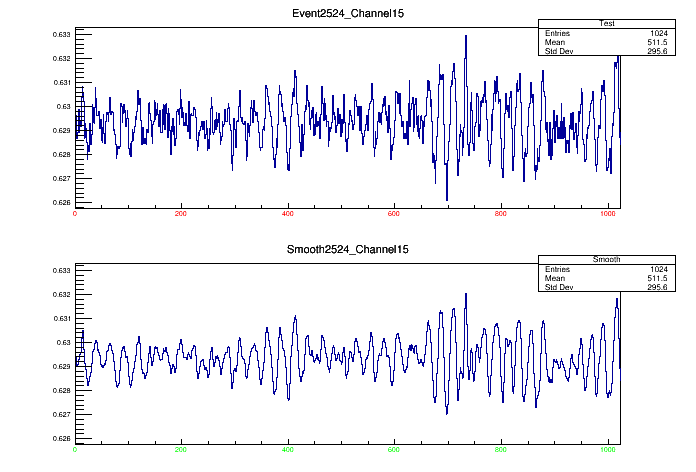 Event2524_Channel15
Test
Entries 1024
Mean 511.5
Std Dev 295.6
0.633
0.632
0.631
0.63
0.629
0.628
0.627
0.626
0 200 400 600 800 1000
Smooth2524_Channel15
Smooth
Entries 1024
Mean 511.5
Std Dev 295.6
0.633
0.632
0.631
0.63
0.629
0.628
0.627
0.626
0 200 400 600 800 1000